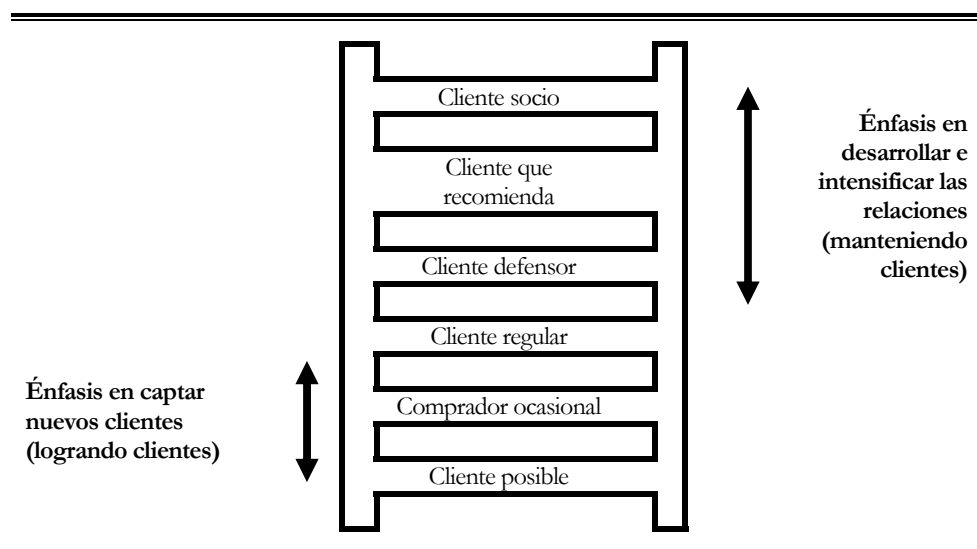 Cliente socio
Cliente que
recomienda
Cliente defensor
Cliente regular
Comprador ocasional
Cliente posible
Énfasis en
desarrollar e
intensificar las
relaciones
(manteniendo
clientes)
Énfasis en captar
nuevos clientes
(logrando clientes)